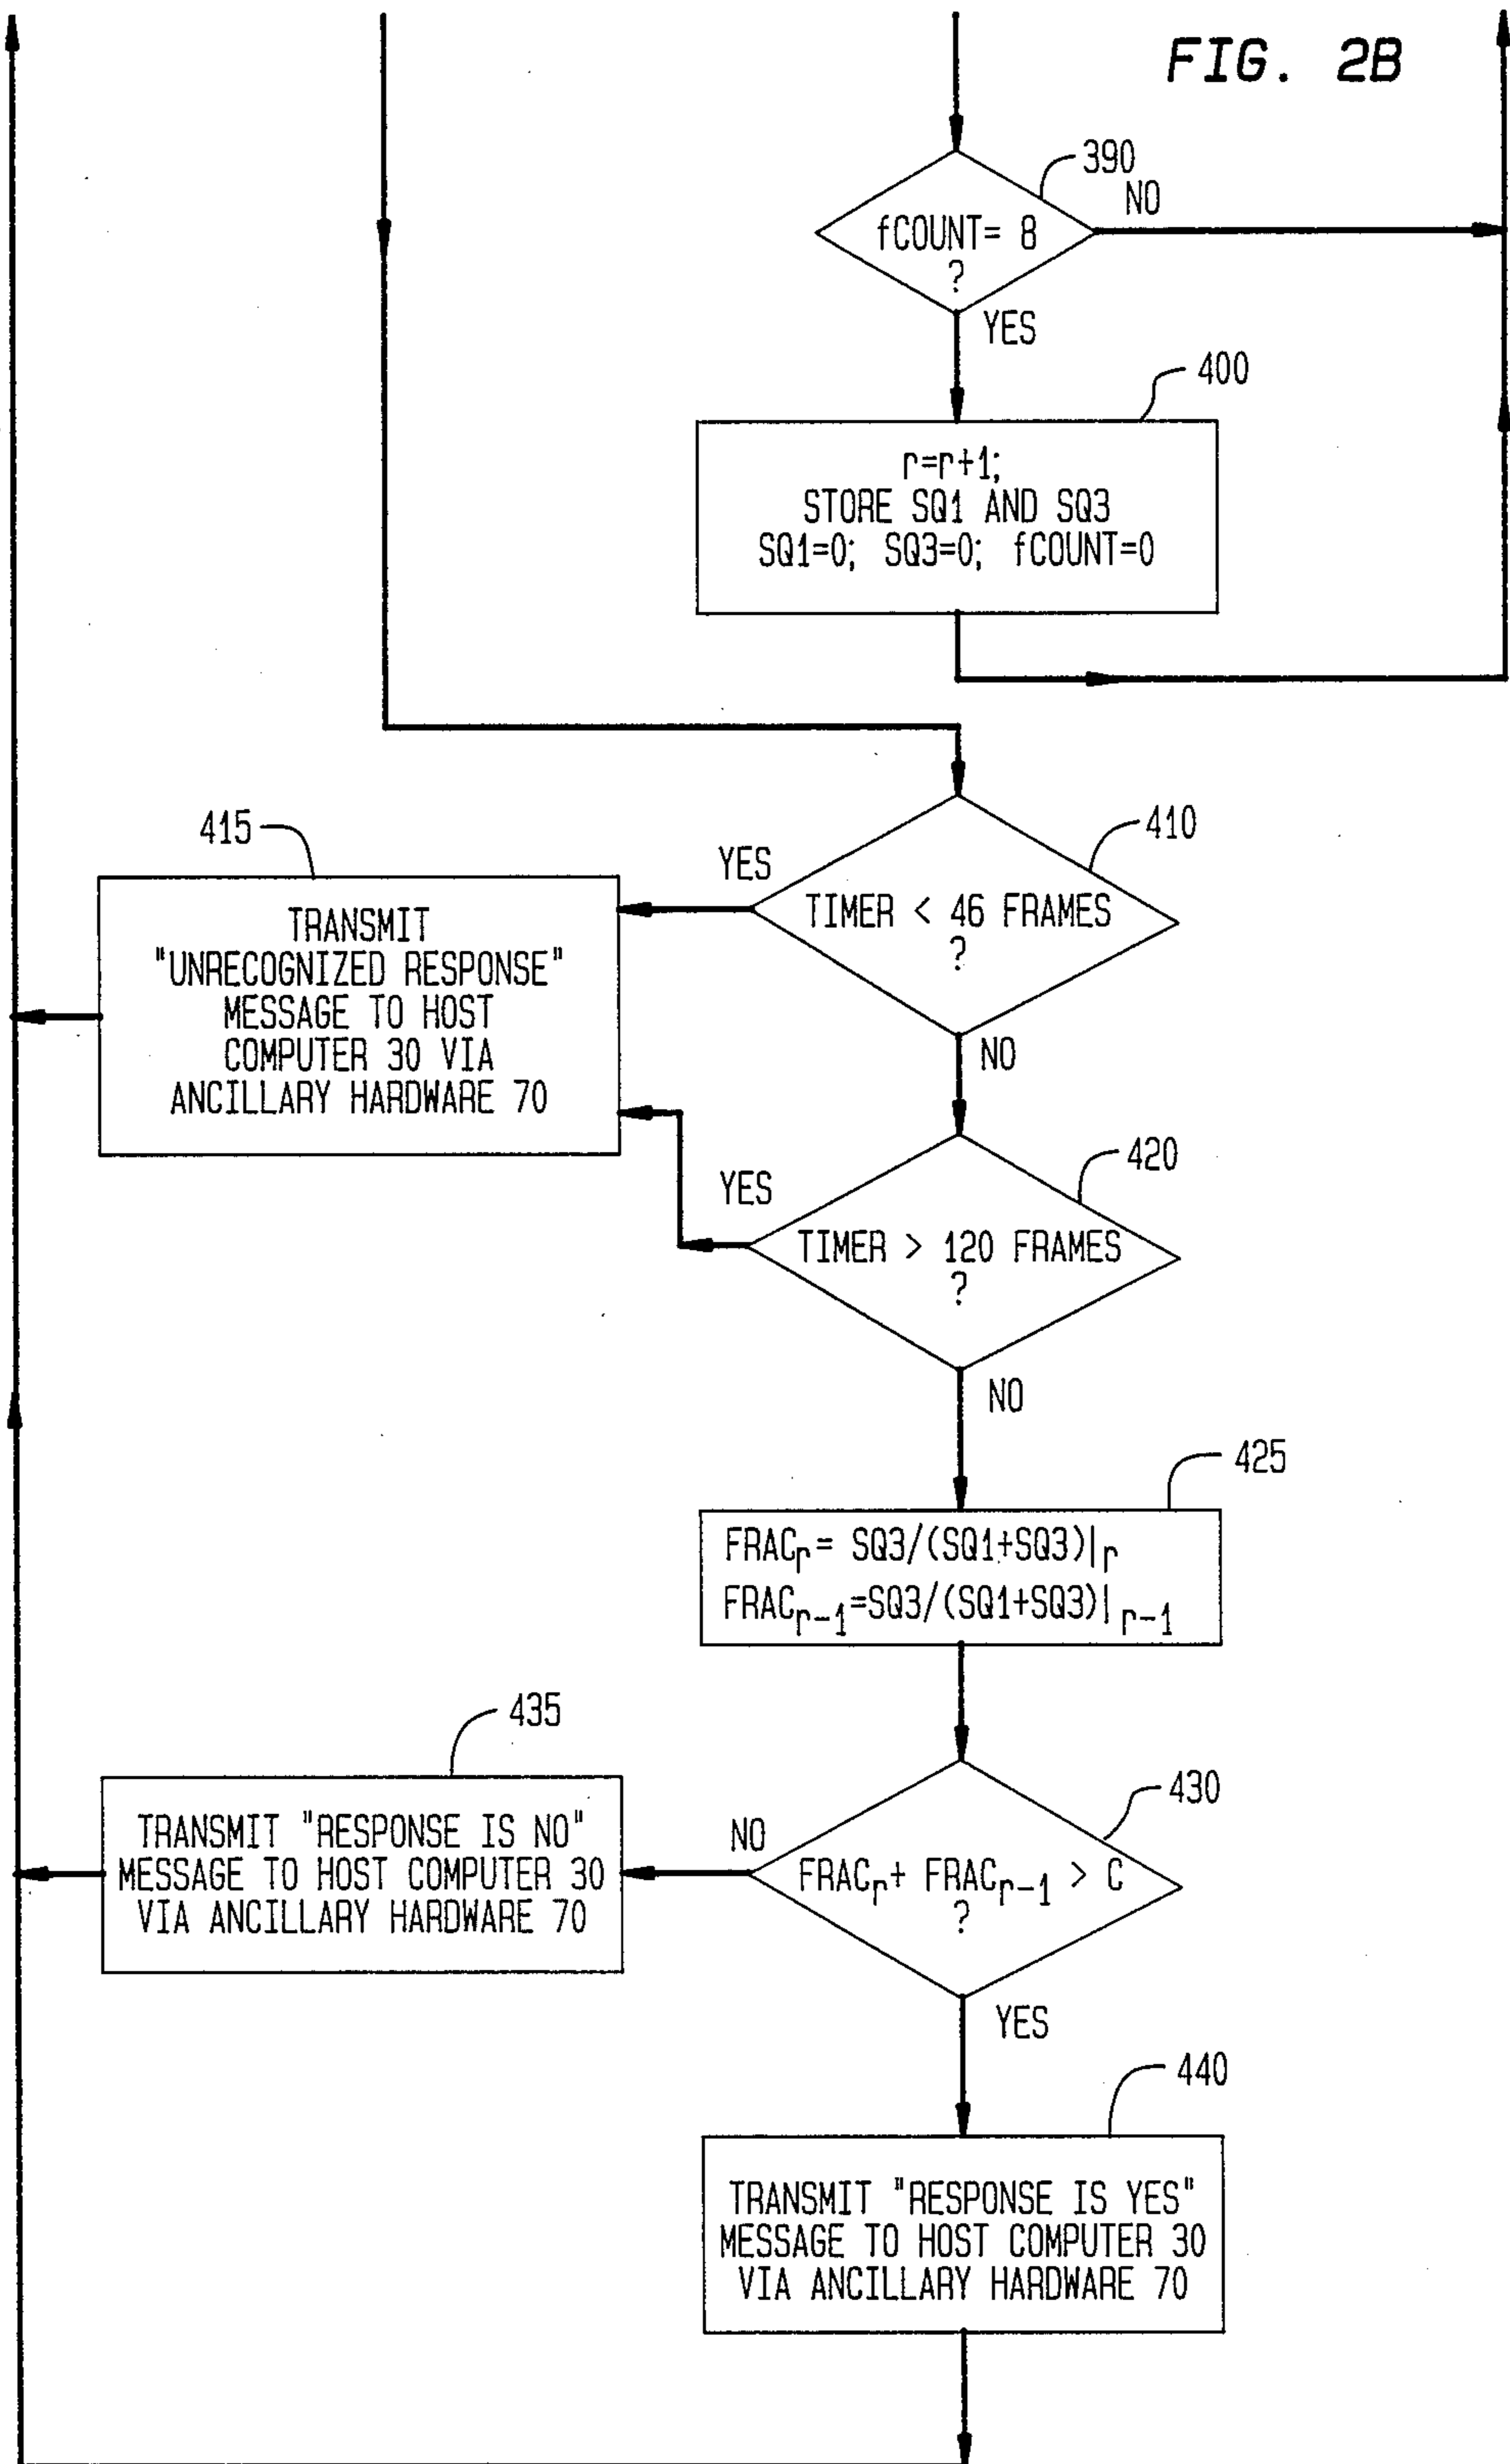 FIG. 2B
390
NO
fCOUNT= 8
?
YES
400
r=r+1;
STORE SQ1 AND SQ3
SQ1=0; SQ3=0; fCOUNT=0
415
410
YES
TIMER < 46 FRAMES
?
TRANSMIT
"UNRECOGNIZED RESPONSE"
MESSAGE TO HOST
COMPUTER 30 VIA
ANCILLARY HARDWARE 70
NO
420
YES
TIMER > 120 FRAMES
?
NO
425
FRACr= SQ3/(SQ1+SQ3)|r
FRACr-1=SQ3/(SQ1+SQ3)|r-1
435
430
NO
TRANSMIT "RESPONSE IS NO"
MESSAGE TO HOST COMPUTER 30
VIA ANCILLARY HARDWARE 70
FRACr+ FRACr-1 > C
?
YES
440
TRANSMIT "RESPONSE IS YES"
MESSAGE TO HOST COMPUTER 30
VIA ANCILLARY HARDWARE 70